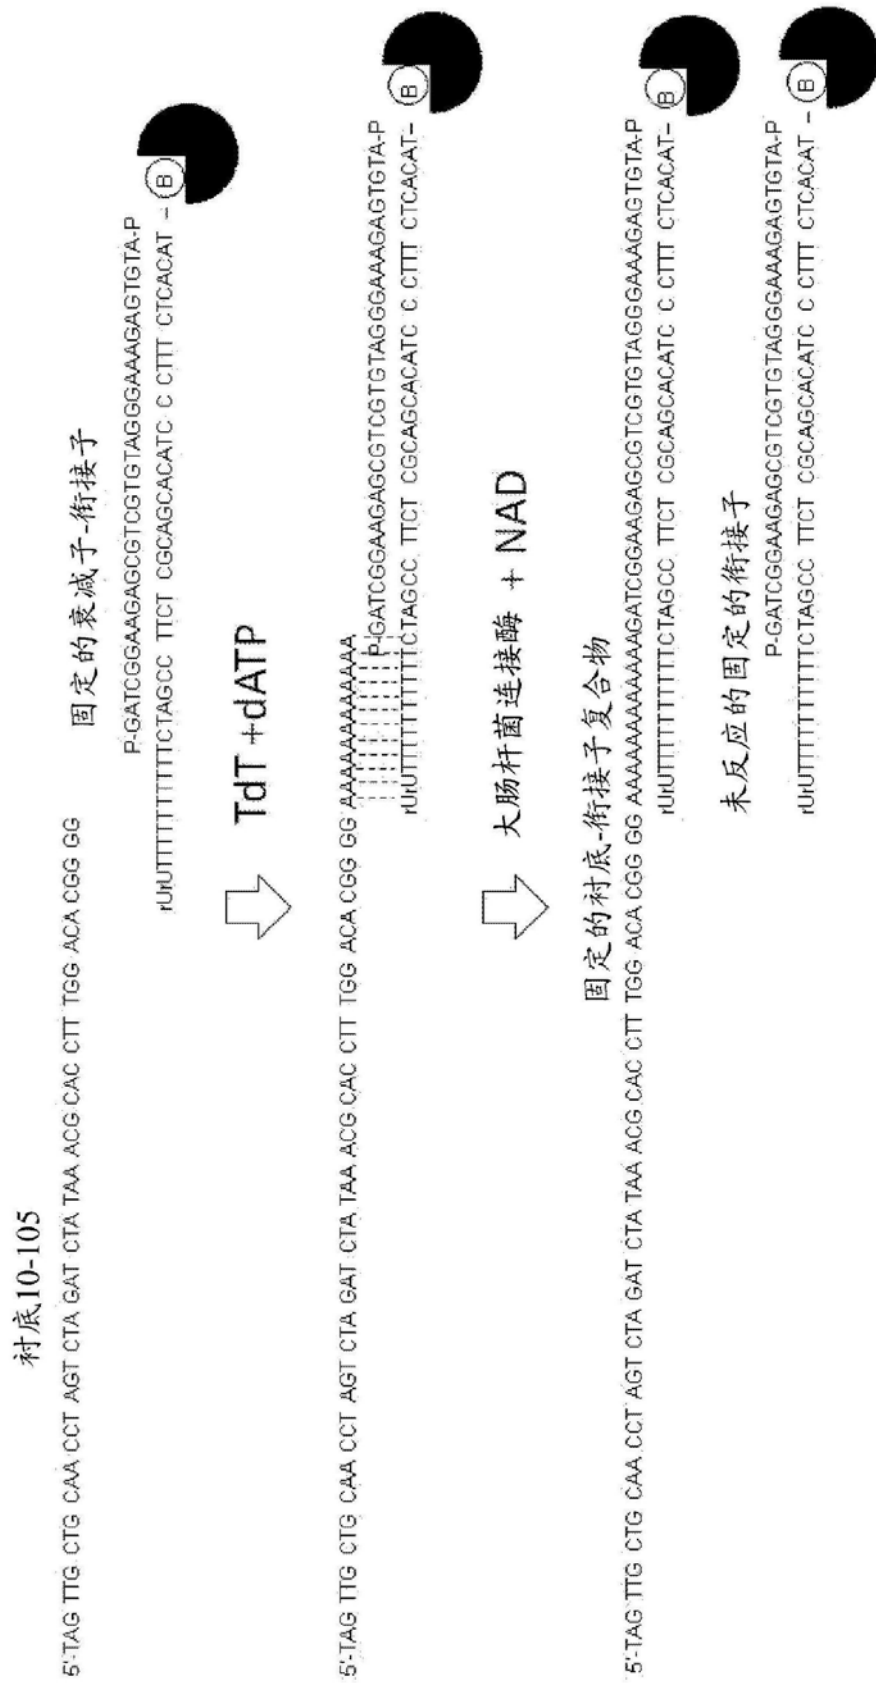 衬底10-105
5'-TAG TTG CTG CAA CCT AGT CTA GAT CTA TAA ACG CAC CTT TGG ACA CGG GG
固定的衰减子-衔接子
P-GATCGGAAGAGCGTCGTGTAGGGAAAGAGTGTA-P
rUrUTTTTTTTTTTCTAGCC TTCT CGCAGCACATC C CTTT CTCACAT – B
TdT +dATP
5'-TAG TTG CTG CAA CCT AGT CTA GAT CTA TAA ACG CAC CTT TGG ACA CGG GG AAAAAAAAAAAA
P-GATCGGAAGAGCGTCGTGTAGGGAAAGAGTGTA-P
rUrUTTTTTTTTTTCTAGCC TTCT CGCAGCACATC C CTTT CTCACAT– B
大肠杆菌连接酶 + NAD
固定的衬底-衔接子复合物
5'-TAG TTG CTG CAA CCT AGT CTA GAT CTA TAA ACG CAC CTT TGG ACA CGG GG AAAAAAAAAAAAGATCGGAAGAGCGTCGTGTAGGGAAAGAGTGTA-P
rUrUTTTTTTTTTTCTAGCC TTCT CGCAGCACATC C CTTT CTCACAT– B
未反应的固定的衔接子
P-GATCGGAAGAGCGTCGTGTAGGGAAAGAGTGTA-P
rUrUTTTTTTTTTTCTAGCC TTCT CGCAGCACATC C CTTT CTCACAT – B